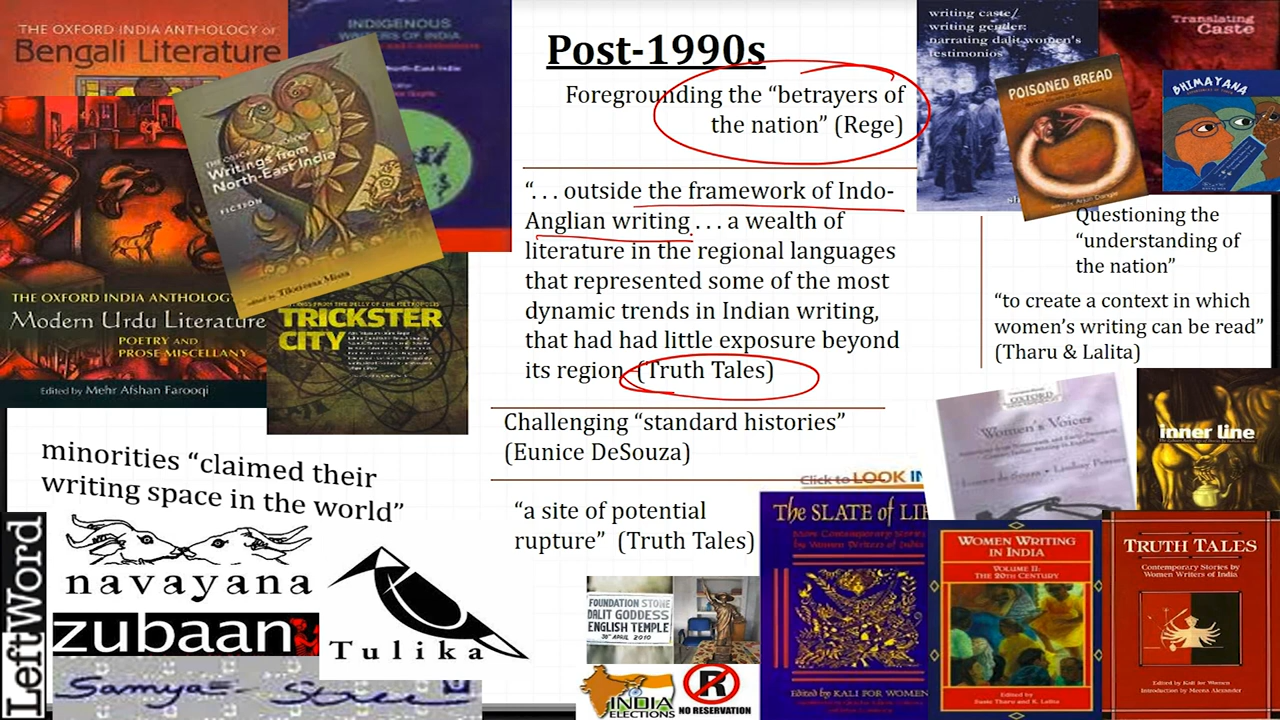 THE OXFORD INDIA ANTHOLOGY OF
Bengali Literature
INDIGENOUS
WRITERS OF INDIA
North-East India
Writings from
North-East India
FICTION
edited by Tilottoma Misra
THE OXFORD INDIA ANTHOLOGY
Modern Urdu Literature
POETRY AND
PROSE MISCELLANY
Edited by Mehr Afshan Farooqi
TRICKSTER
CITY
minorities “claimed their
writing space in the world”
LeftWord
navayana
zubaan
Tulika
Samya
Post-1990s
Foregrounding the “betrayers of
the nation” (Rege)
“. . . outside the framework of Indo-
Anglian writing . . . a wealth of
literature in the regional languages
that represented some of the most
dynamic trends in Indian writing,
that had had little exposure beyond
its region (Truth Tales)
Challenging “standard histories”
(Eunice DeSouza)
“a site of potential
rupture” (Truth Tales)
FOUNDATION STONE
DALIT GODDESS
ENGLISH TEMPLE
30th APRIL 2010
INDIA
ELECTIONS
R
NO RESERVATION
writing caste/
writing gender:
narrating dalit women's
testimonios
Translating
Caste
POISONED BREAD
BHIMAYANA
Questioning the
“understanding of
the nation”
“to create a context in which
women’s writing can be read”
(Tharu & Lalita)
OXFORD
Women's Voices
inner line
Click to LOOK IN
The SLATE of LI
More Contemporary Stories
by Women Writers of India
Edited by KALI FOR WOMEN
WOMEN WRITING
IN INDIA
VOLUME II:
THE 20TH CENTURY
Edited by
Susie Tharu and K. Lalita
TRUTH TALES
Contemporary Stories by
Women Writers of India
Edited by Kali for Women
Introduction by Meena Alexander